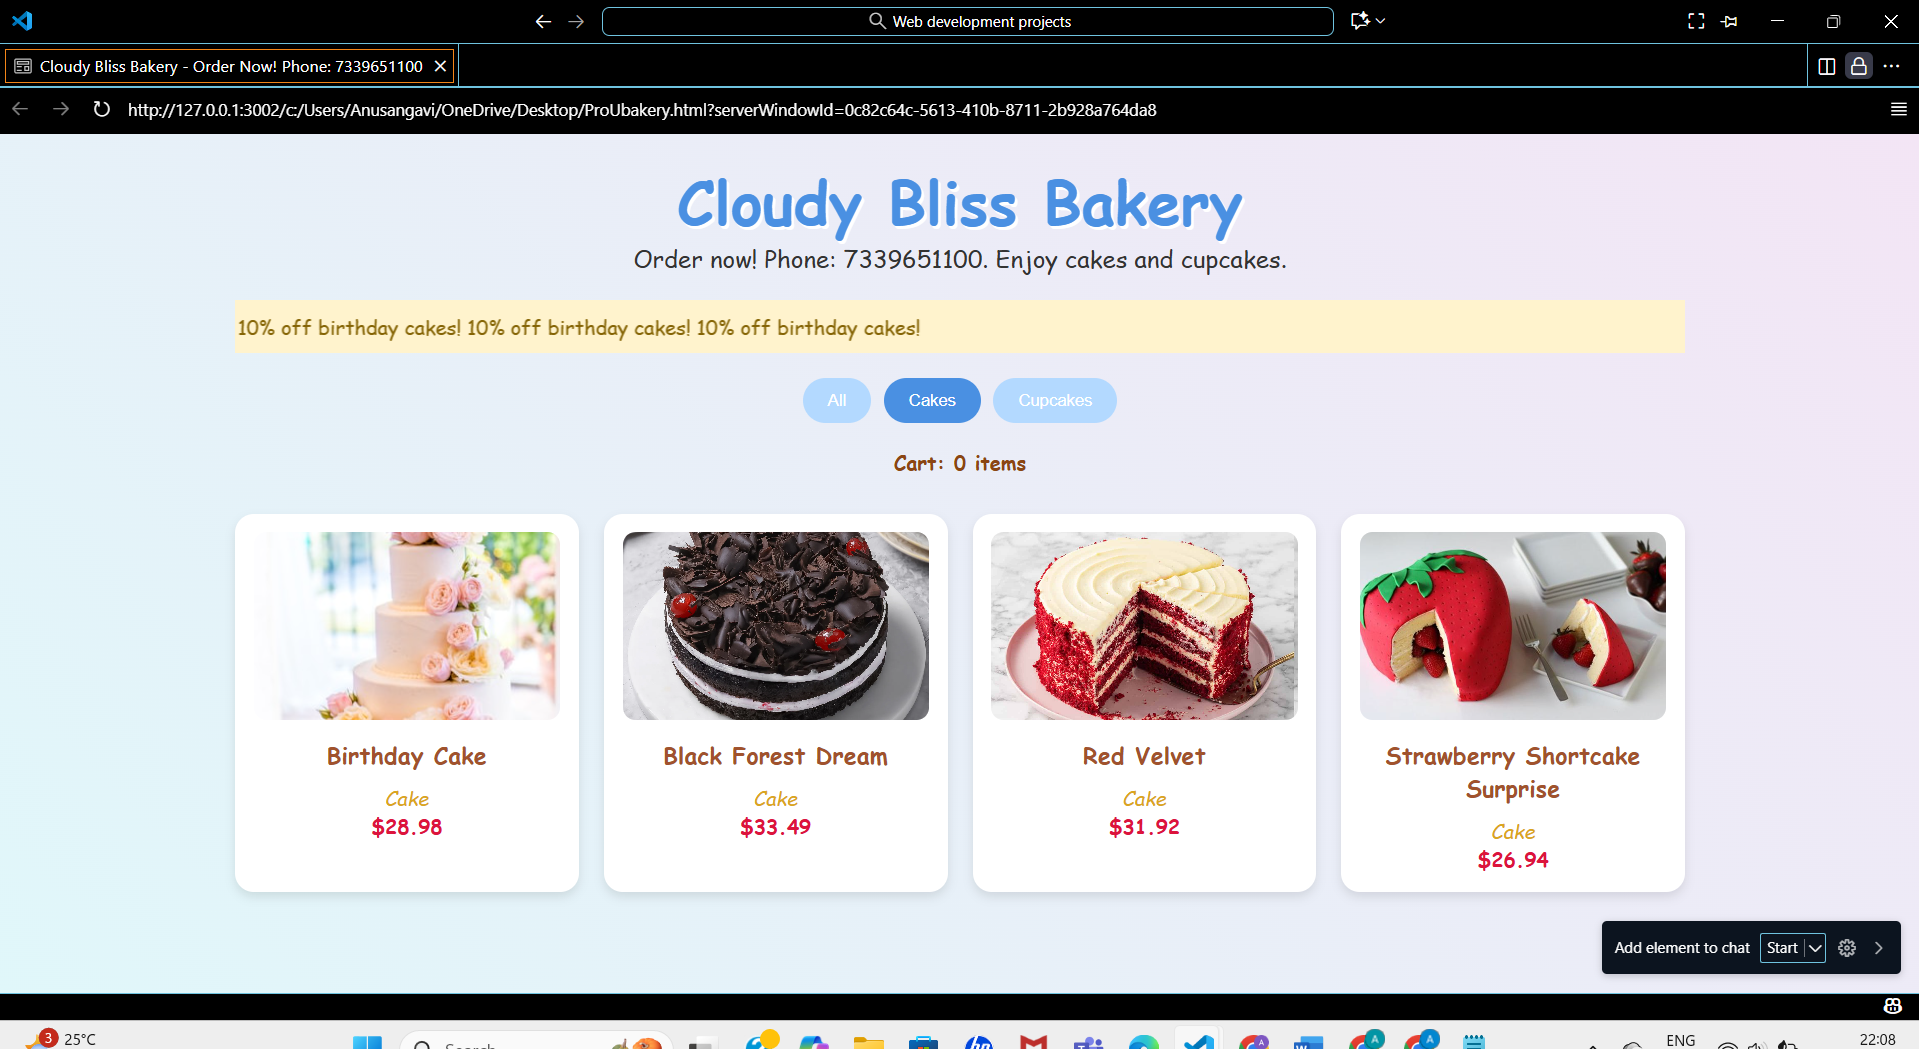 Web development projects
Cloudy Bliss Bakery - Order Now! Phone: 7339651100
http://127.0.0.1:3002/c:/Users/Anusangavi/OneDrive/Desktop/ProUbakery.html?serverWindowId=0c82c64c-5613-410b-8711-2b928a764da8
Cloudy Bliss Bakery
Order now! Phone: 7339651100. Enjoy cakes and cupcakes.
10% off birthday cakes! 10% off birthday cakes! 10% off birthday cakes!
All Cakes Cupcakes
Cart: 0 items
Birthday Cake
Cake
$28.98
Black Forest Dream
Cake
$33.49
Red Velvet
Cake
$31.92
Strawberry Shortcake
Surprise
Cake
$26.94
Add element to chat Start
3 25°C
Search
ENG
22:08